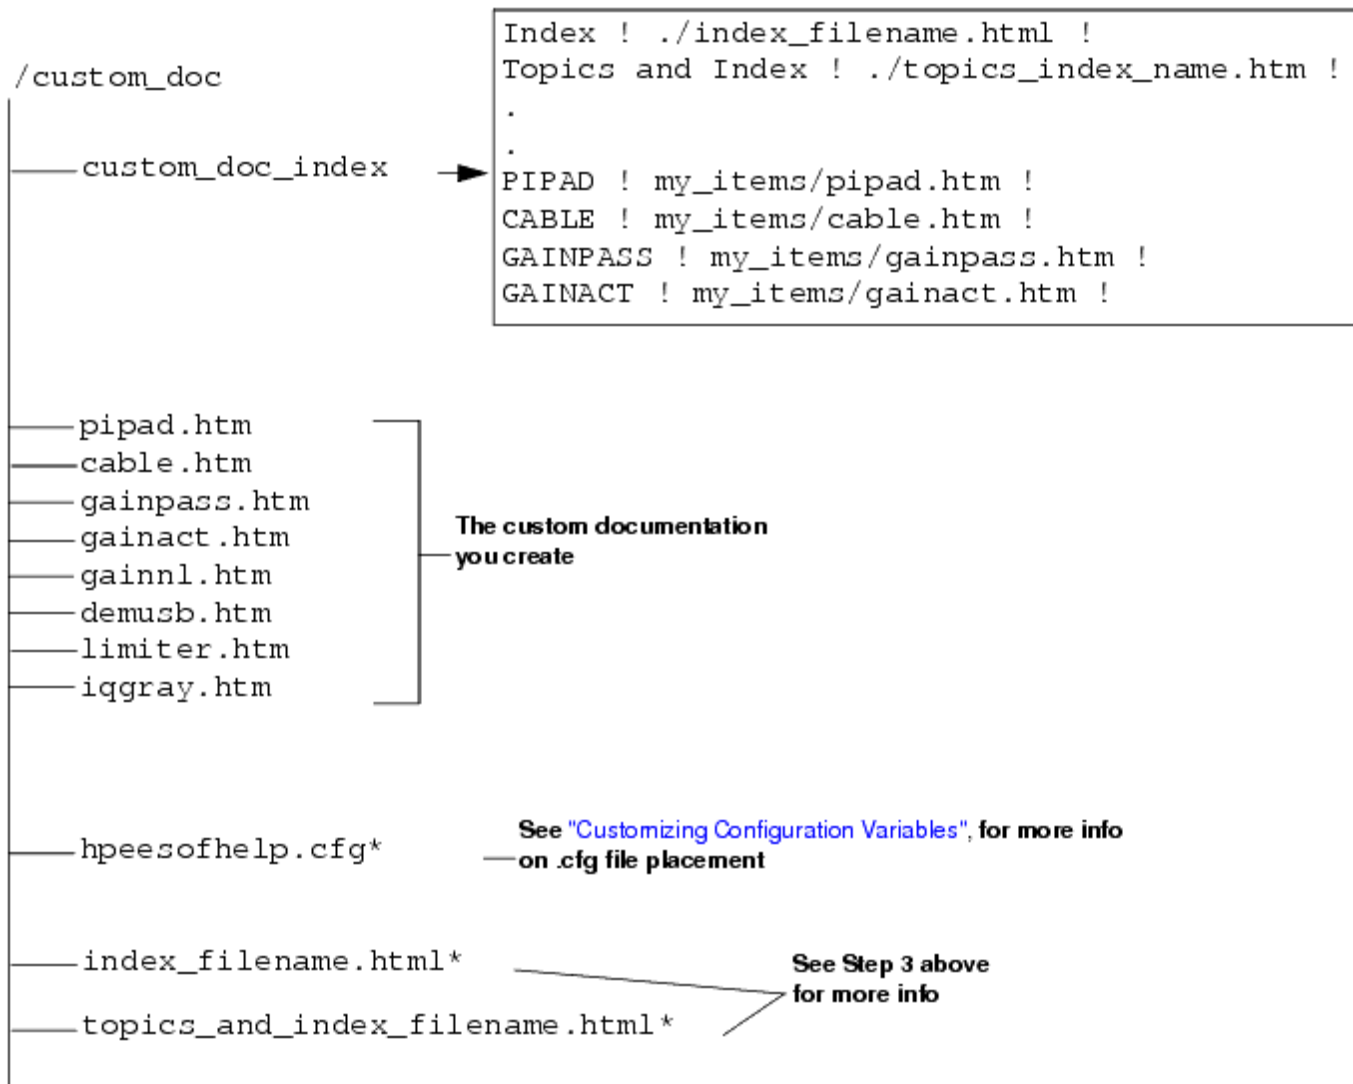 /custom_doc
custom_doc_index
Index ! ./index_filename.html !
Topics and Index ! ./topics_index_name.htm !
.
.
PIPAD ! my_items/pipad.htm !
CABLE ! my_items/cable.htm !
GAINPASS ! my_items/gainpass.htm !
GAINACT ! my_items/gainact.htm !
pipad.htm
cable.htm
gainpass.htm
gainact.htm
gainnl.htm
demusb.htm
limiter.htm
iqgray.htm
The custom documentation
you create
hpeesofhelp.cfg*
See "Customizing Configuration Variables", for more info
on .cfg file placement
index_filename.html*
topics_and_index_filename.html*
See Step 3 above
for more info